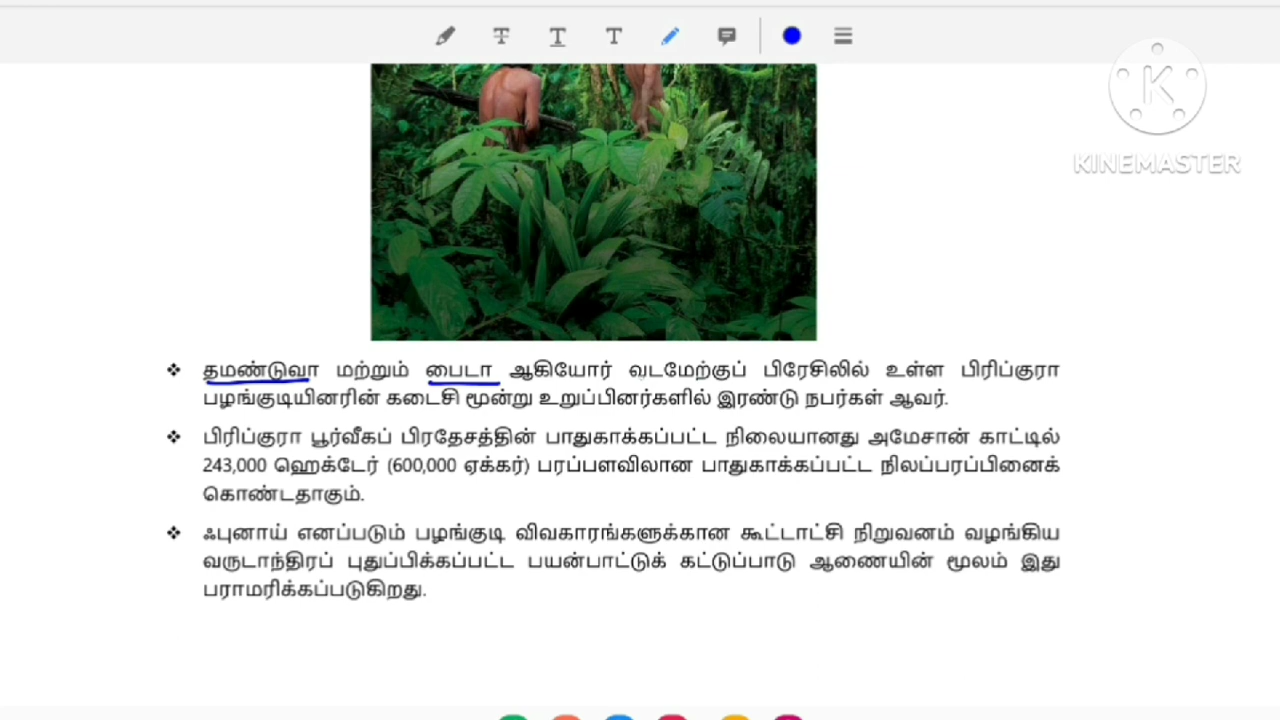 KINEMASTER
❖ தமண்டுவா மற்றும் பைடா ஆகியோர் வடமேற்குப் பிரேசிலில் உள்ள பிரிப்குரா
பழங்குடியினரின் கடைசி மூன்று உறுப்பினர்களில் இரண்டு நபர்கள் ஆவர்.
❖ பிரிப்குரா பூர்வீகப் பிரதேசத்தின் பாதுகாக்கப்பட்ட நிலையானது அமேசான் காட்டில்
243,000 ஹெக்டேர் (600,000 ஏக்கர்) பரப்பளவிலான பாதுகாக்கப்பட்ட நிலப்பரப்பினைக்
கொண்டதாகும்.
❖ ஃபுனாய் எனப்படும் பழங்குடி விவகாரங்களுக்கான கூட்டாட்சி நிறுவனம் வழங்கிய
வருடாந்திரப் புதுப்பிக்கப்பட்ட பயன்பாட்டுக் கட்டுப்பாடு ஆணையின் மூலம் இது
பராமரிக்கப்படுகிறது.